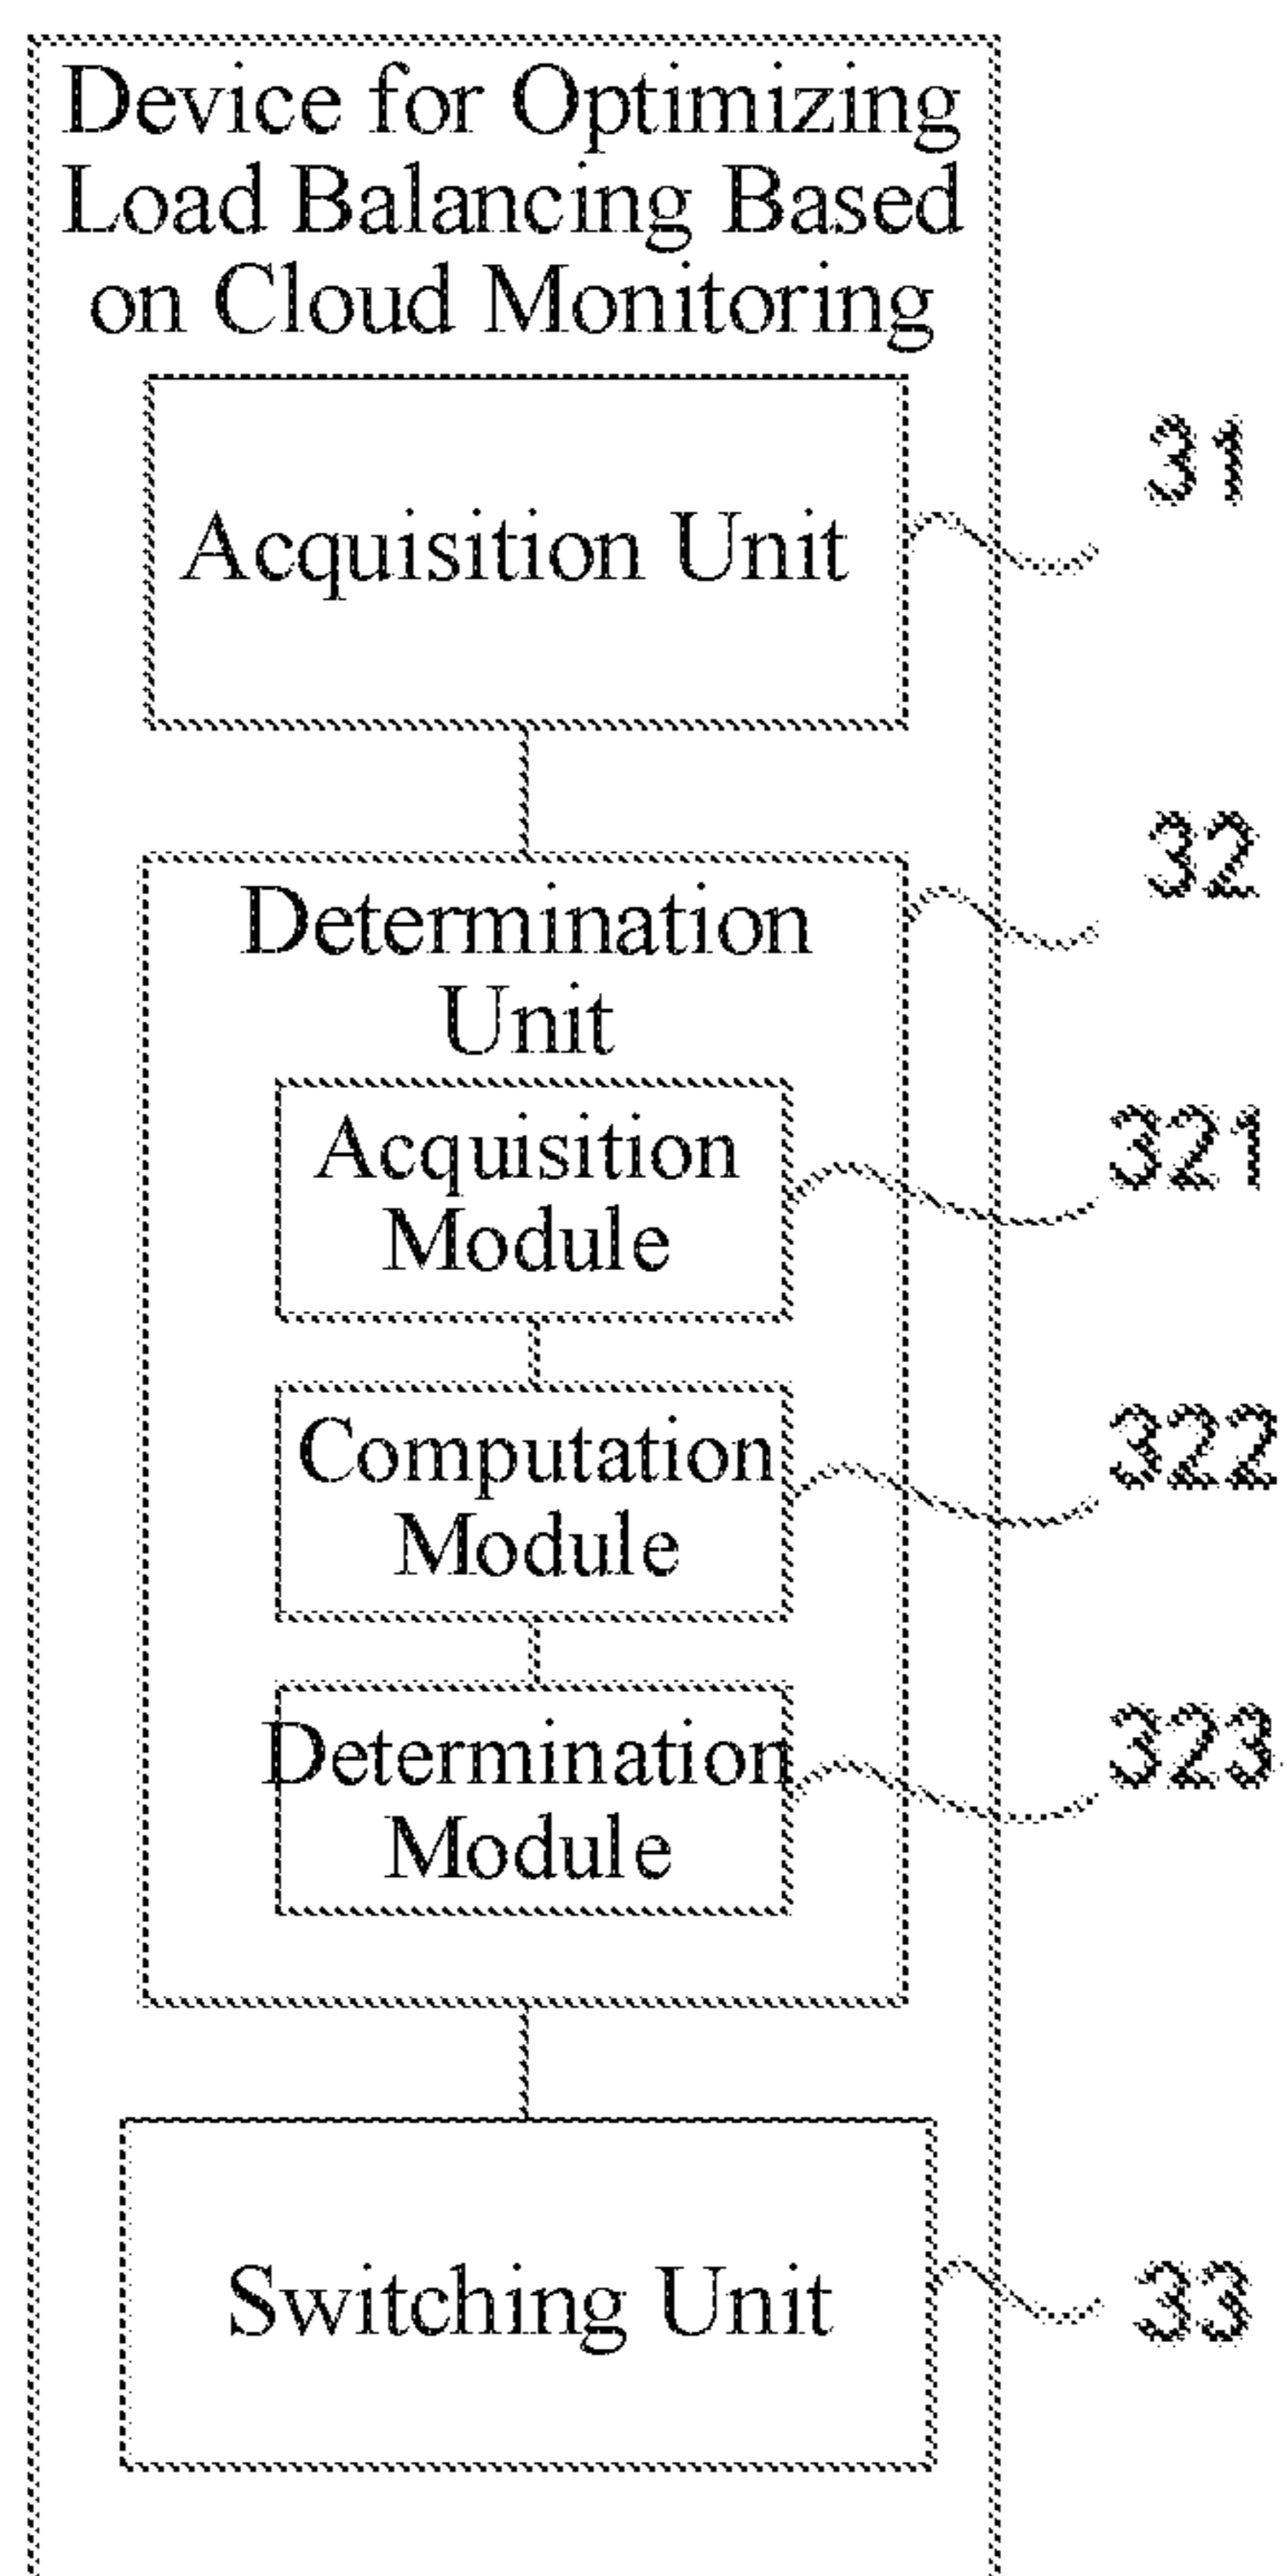 Device for Optimizing
Load Balancing Based
on Cloud Monitoring
Acquisition Unit
31
Determination
Unit
32
Acquisition
Module
321
Computation
Module
322
Determination
Module
323
Switching Unit
33